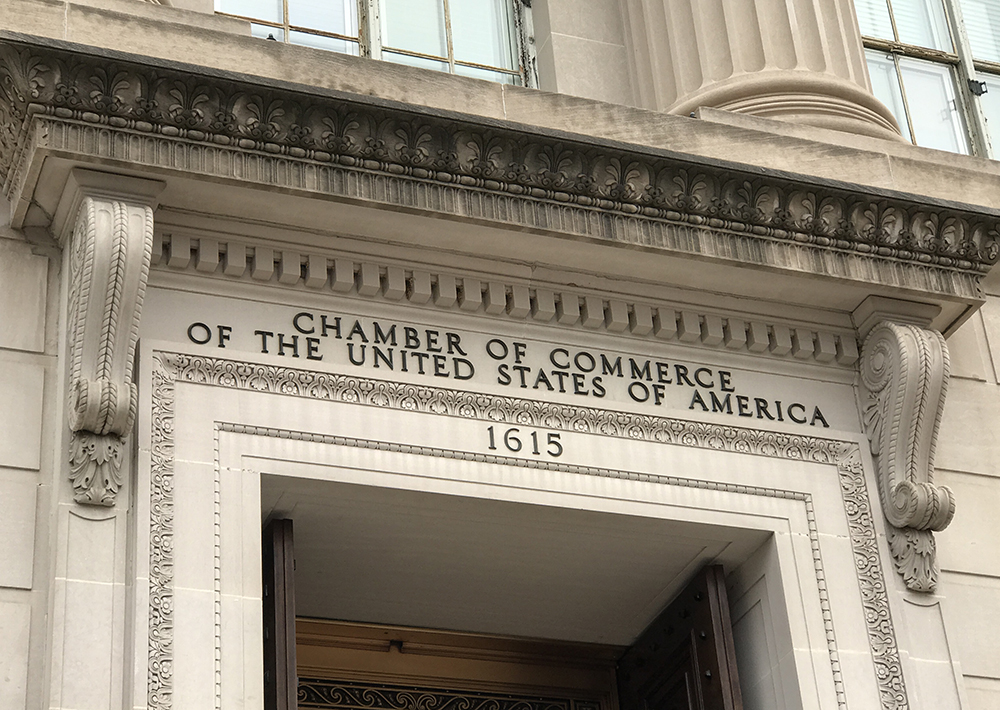 CHAMBER OF COMMERCE
OF THE UNITED STATES OF AMERICA
1615